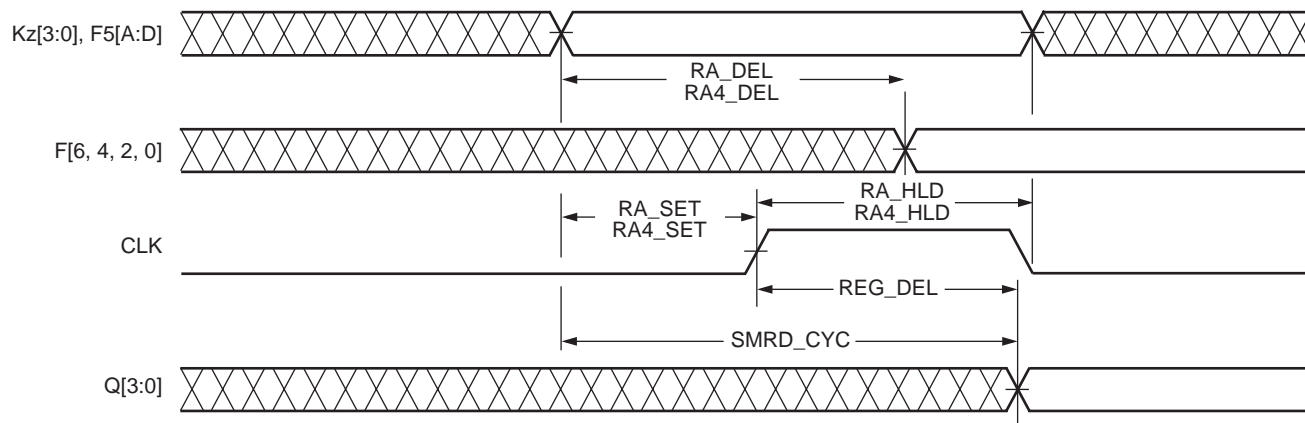 Kz[3:0], F5[A:D]
RA_DEL
RA4_DEL
F[6, 4, 2, 0]
RA_SET
RA4_SET
RA_HLD
RA4_HLD
CLK
REG_DEL
SMRD_CYC
Q[3:0]